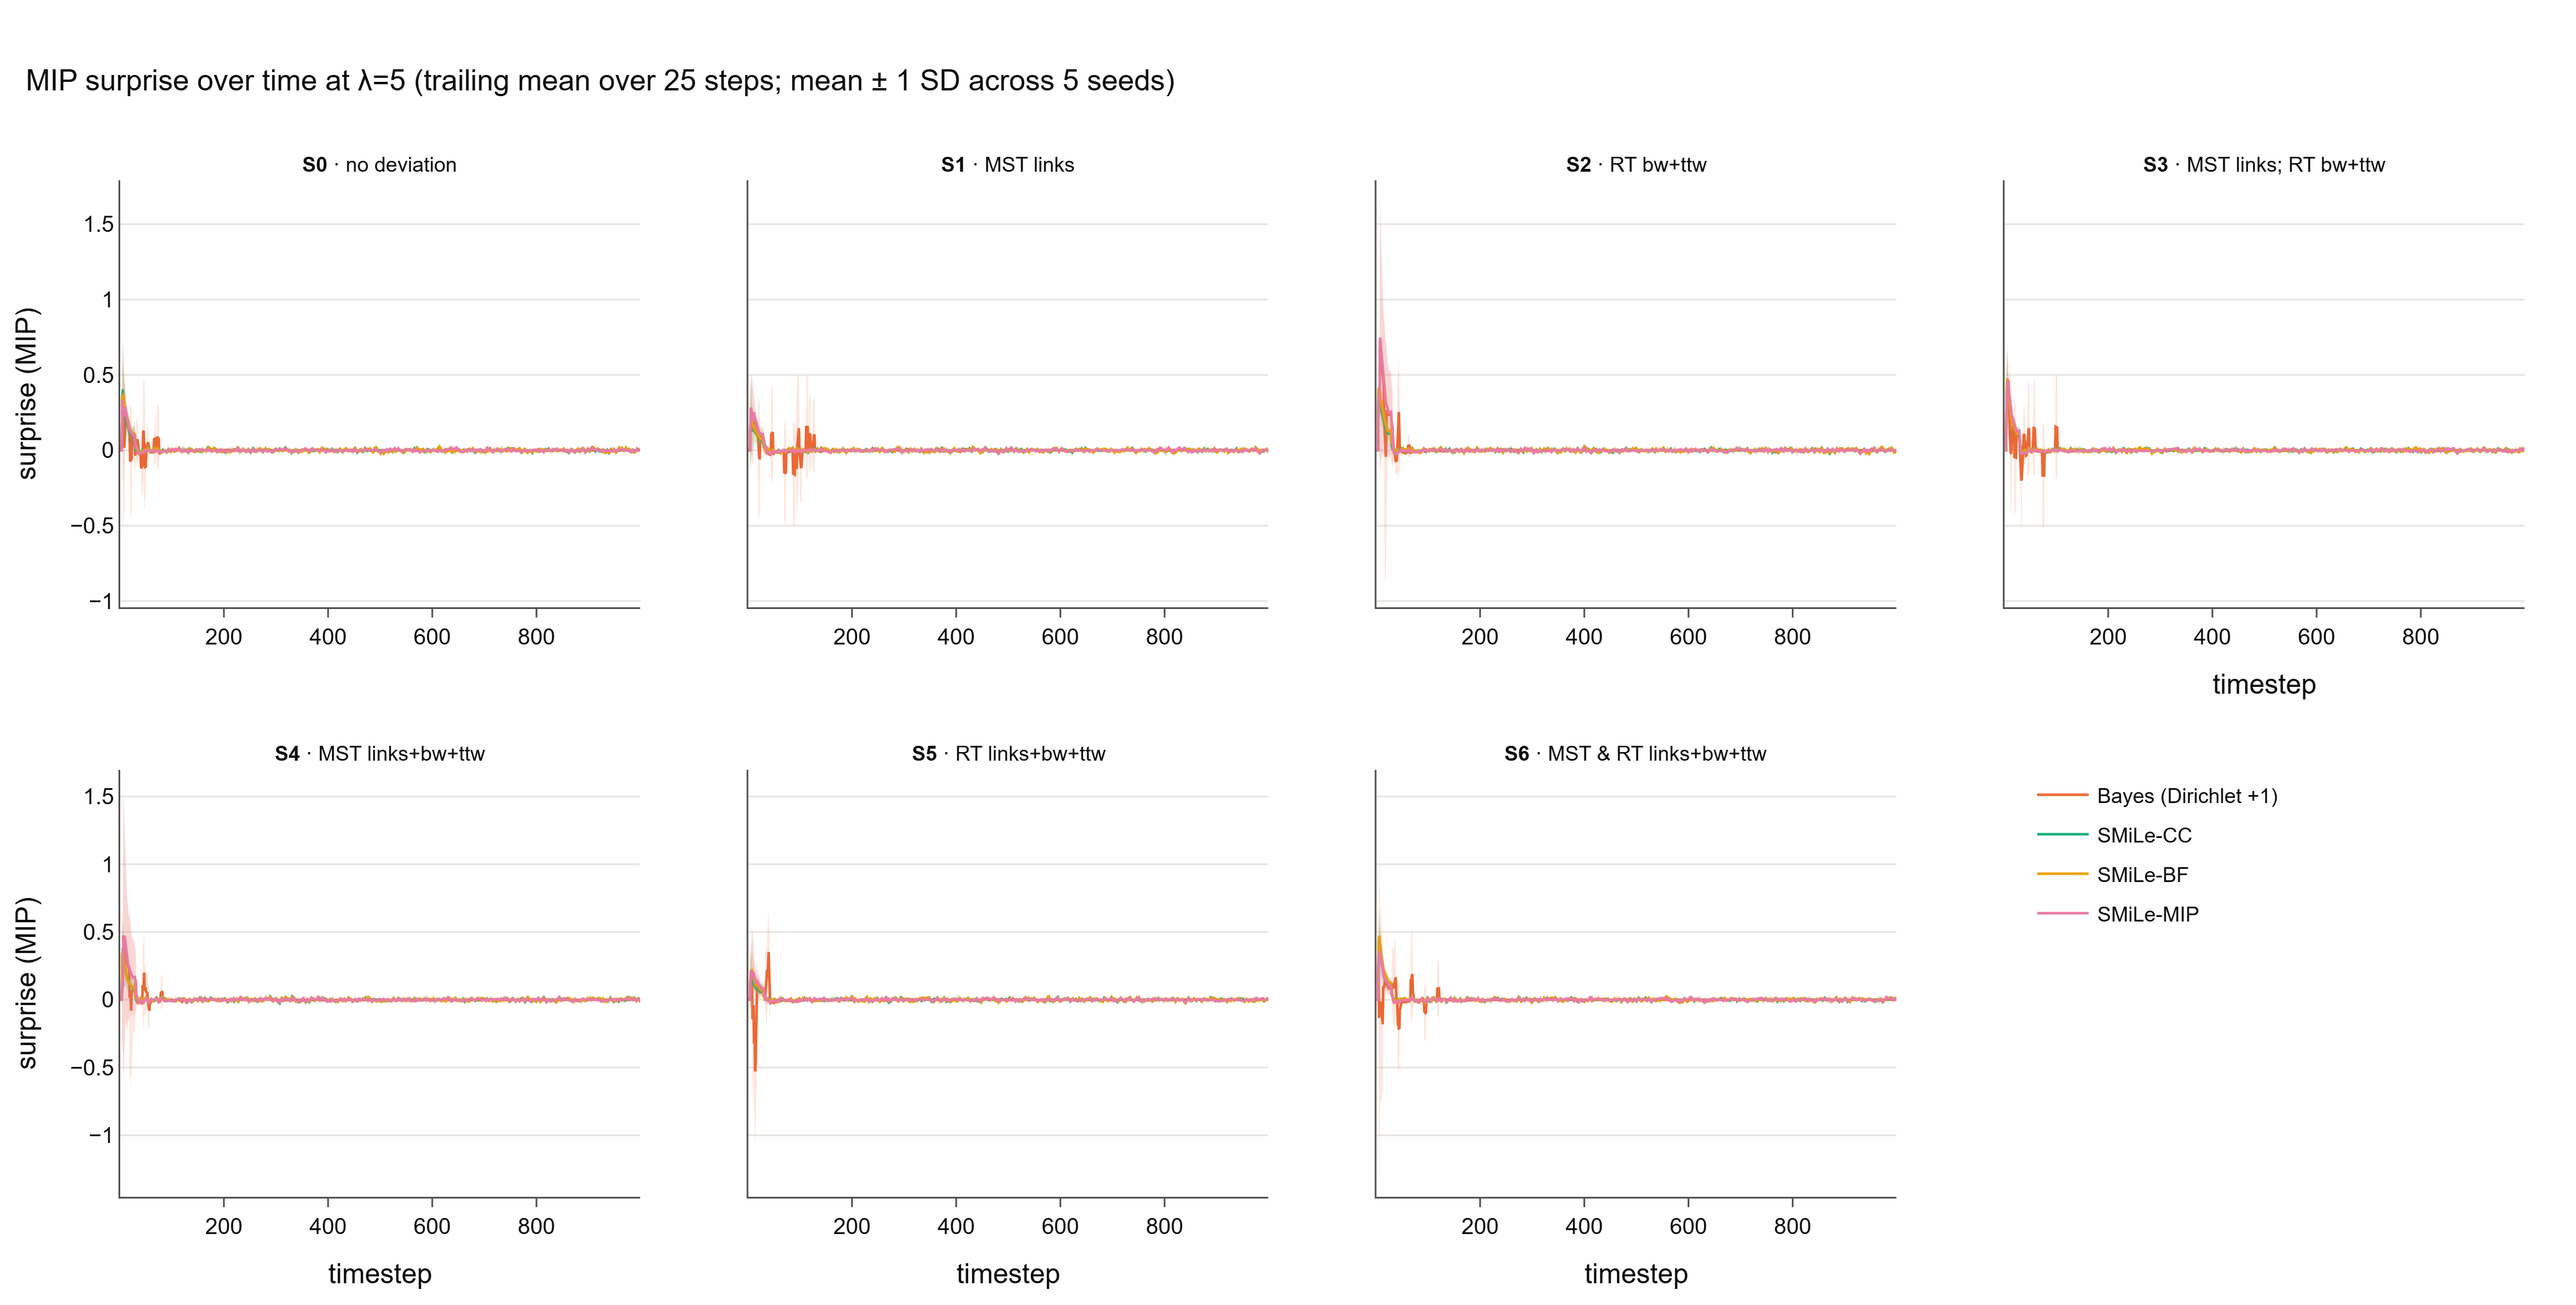 MIP surprise over time at λ=5 (trailing mean over 25 steps; mean ± 1 SD across 5 seeds)
S0 · no deviation
S1 · MST links
S2 · RT bw+ttw
S3 · MST links; RT bw+ttw
surprise (MIP)
1.5
1
0.5
0
−0.5
−1
200 400 600 800
200 400 600 800
200 400 600 800
200 400 600 800
timestep
S4 · MST links+bw+ttw
S5 · RT links+bw+ttw
S6 · MST & RT links+bw+ttw
surprise (MIP)
1.5
1
0.5
0
−0.5
−1
200 400 600 800
200 400 600 800
200 400 600 800
timestep
timestep
timestep
Bayes (Dirichlet +1)
SMiLe-CC
SMiLe-BF
SMiLe-MIP